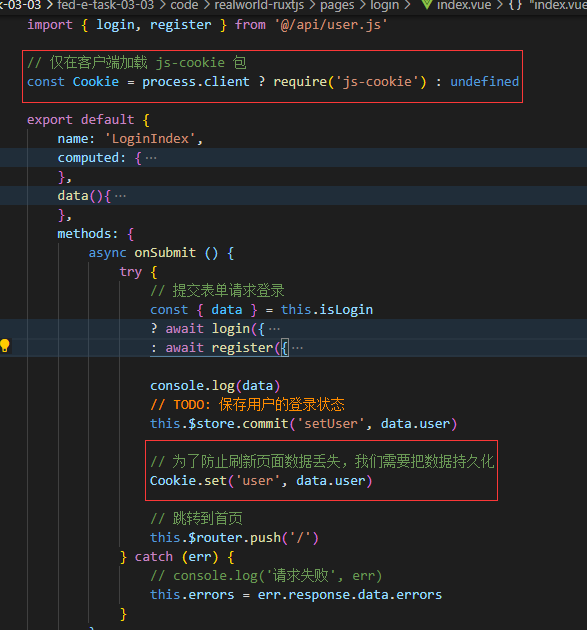 k-03-03 > fed-e-task-03-03 > code > realworld-ruxtjs > pages > login > index.vue > {} "index.vue
import { login, register } from '@/api/user.js'
// 仅在客户端加载 js-cookie 包
const Cookie = process.client ? require('js-cookie') : undefined
export default {
name: 'LoginIndex',
computed: {…
},
data(){…
},
methods: {
async onSubmit () {
try {
// 提交表单请求登录
const { data } = this.isLogin
? await login({…
: await register({…
console.log(data)
// TODO: 保存用户的登录状态
this.$store.commit('setUser', data.user)
// 为了防止刷新页面数据丢失，我们需要把数据持久化
Cookie.set('user', data.user)
// 跳转到首页
this.$router.push('/')
} catch (err) {
// console.log('请求失败', err)
this.errors = err.response.data.errors
}